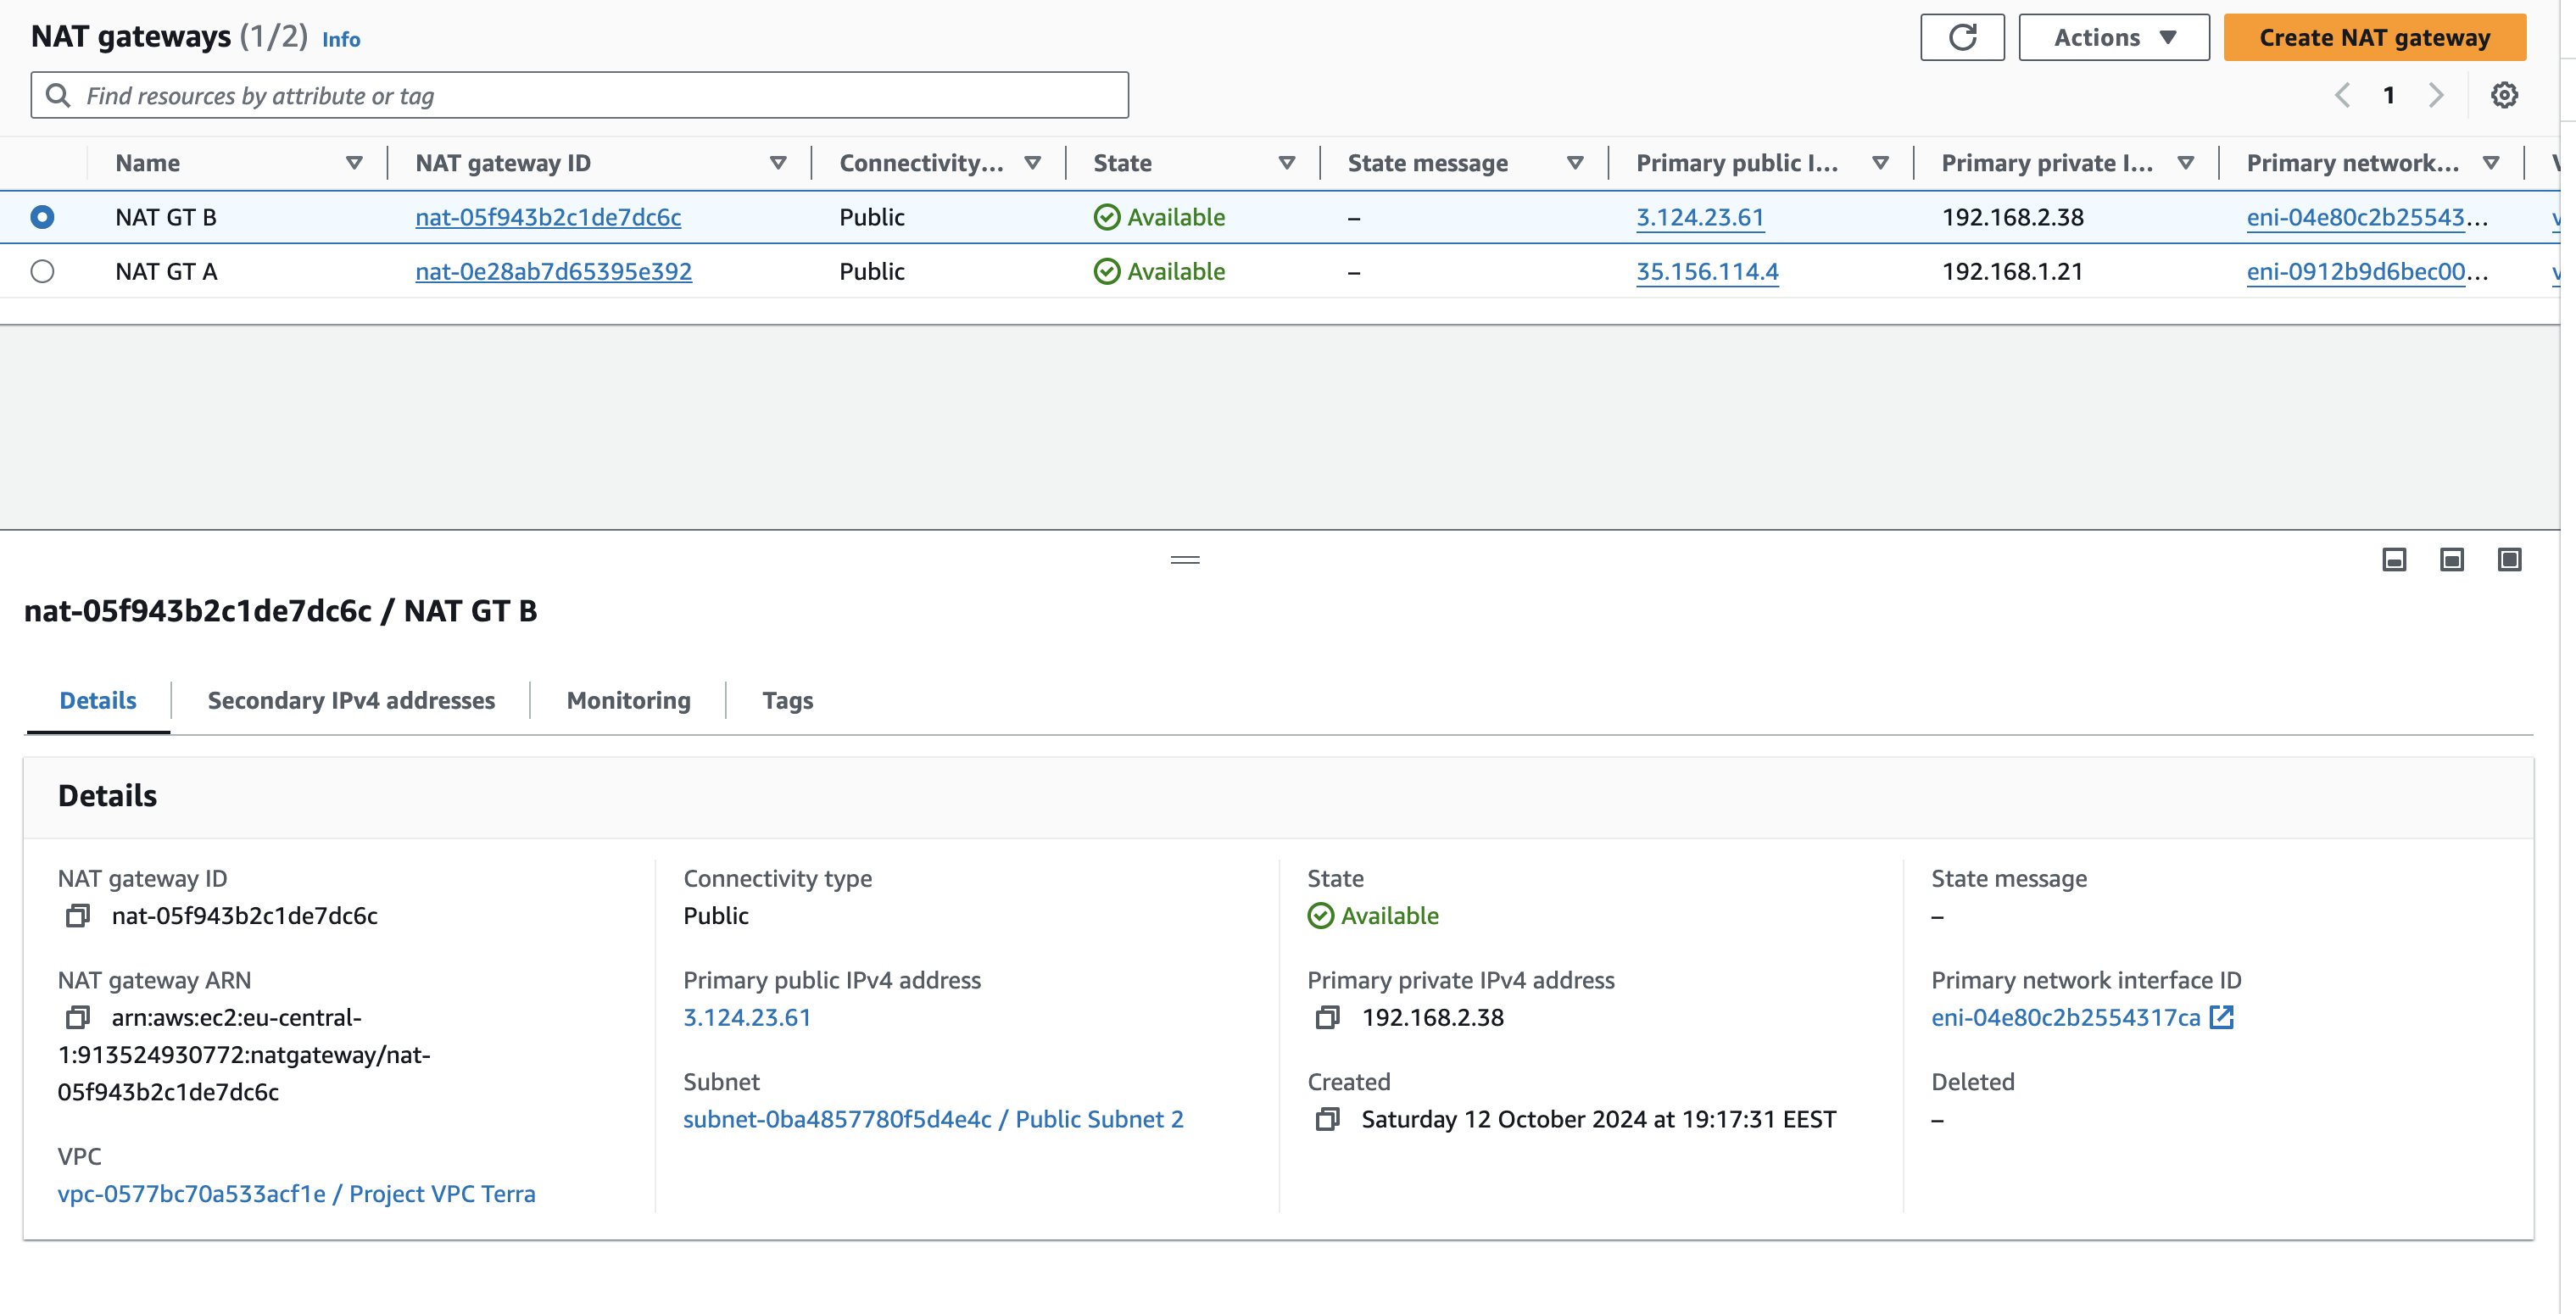 NAT gateways (1/2) Info
Actions
Create NAT gateway
Find resources by attribute or tag
1
Name NAT gateway ID Connectivity... State State message Primary public I... Primary private I... Primary network...
NAT GT B nat-05f943b2c1de7dc6c Public Available – 3.124.23.61 192.168.2.38 eni-04e80c2b25543...
NAT GT A nat-0e28ab7d65395e392 Public Available – 35.156.114.4 192.168.1.21 eni-0912b9d6bec00...
nat-05f943b2c1de7dc6c / NAT GT B
Details Secondary IPv4 addresses Monitoring Tags
Details
NAT gateway ID
nat-05f943b2c1de7dc6c
NAT gateway ARN
arn:aws:ec2:eu-central-
1:913524930772:natgateway/nat-
05f943b2c1de7dc6c
VPC
vpc-0577bc70a533acf1e / Project VPC Terra
Connectivity type
Public
Primary public IPv4 address
3.124.23.61
Subnet
subnet-0ba4857780f5d4e4c / Public Subnet 2
State
Available
Primary private IPv4 address
192.168.2.38
Created
Saturday 12 October 2024 at 19:17:31 EEST
State message
–
Primary network interface ID
eni-04e80c2b2554317ca
Deleted
–